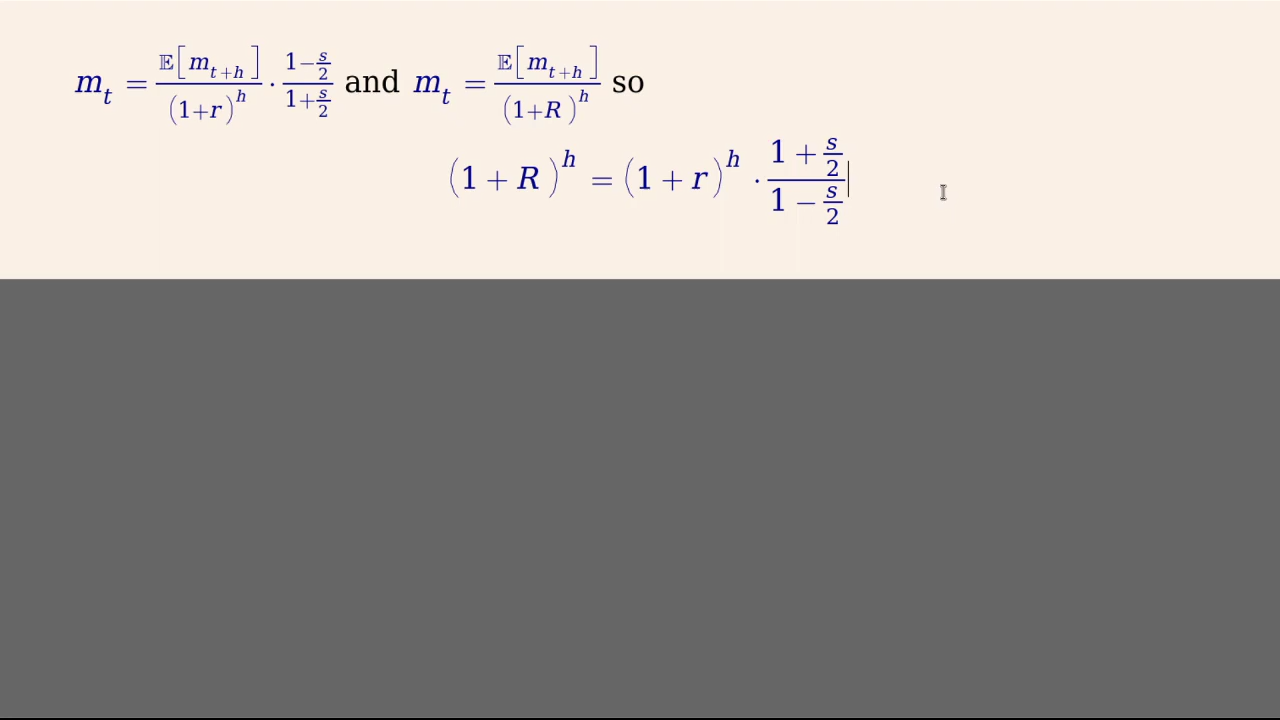 m_t = 𝔼[m_{t+h}]/(1+r)^h · (1−s/2)/(1+s/2) and m_t = 𝔼[m_{t+h}]/(1+R)^h so
(1+R)^h = (1+r)^h · (1+s/2)/(1−s/2)